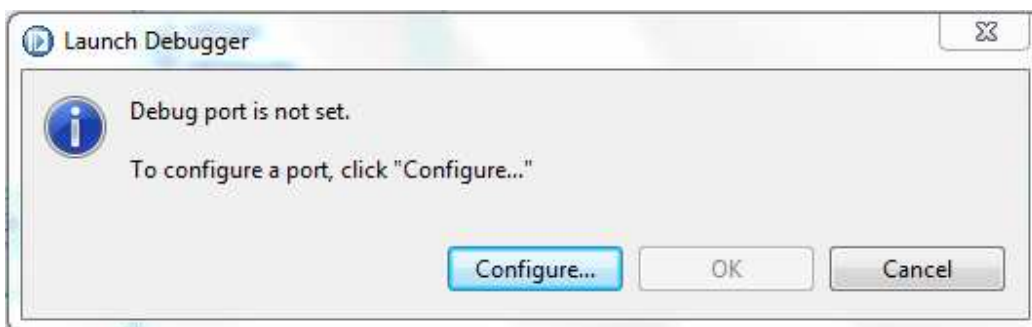 Launch Debugger
Debug port is not set.
To configure a port, click "Configure..."
Configure... OK Cancel